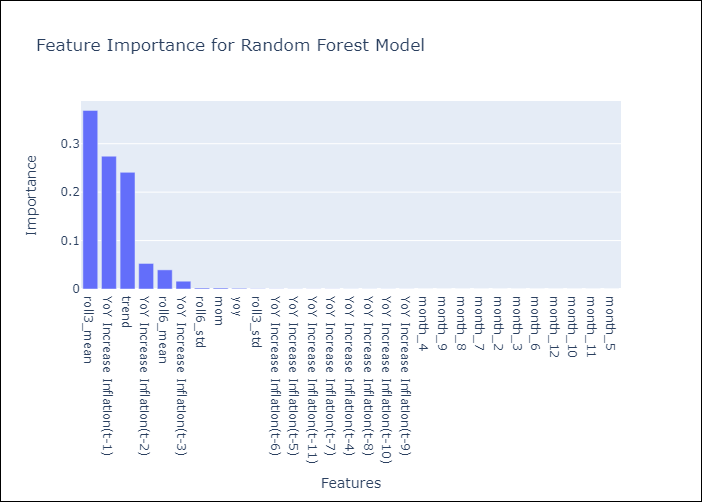 Feature Importance for Random Forest Model
Importance
0.3
0.2
0.1
0
roll3_mean
YoY Increase Inflation(t-1)
trend
YoY Increase Inflation(t-2)
roll6_mean
YoY Increase Inflation(t-3)
roll6_std
mom
yoy
roll3_std
YoY Increase Inflation(t-6)
YoY Increase Inflation(t-5)
YoY Increase Inflation(t-11)
YoY Increase Inflation(t-7)
YoY Increase Inflation(t-4)
YoY Increase Inflation(t-8)
YoY Increase Inflation(t-10)
YoY Increase Inflation(t-9)
month_4
month_9
month_8
month_7
month_2
month_3
month_6
month_12
month_10
month_11
month_5
Features